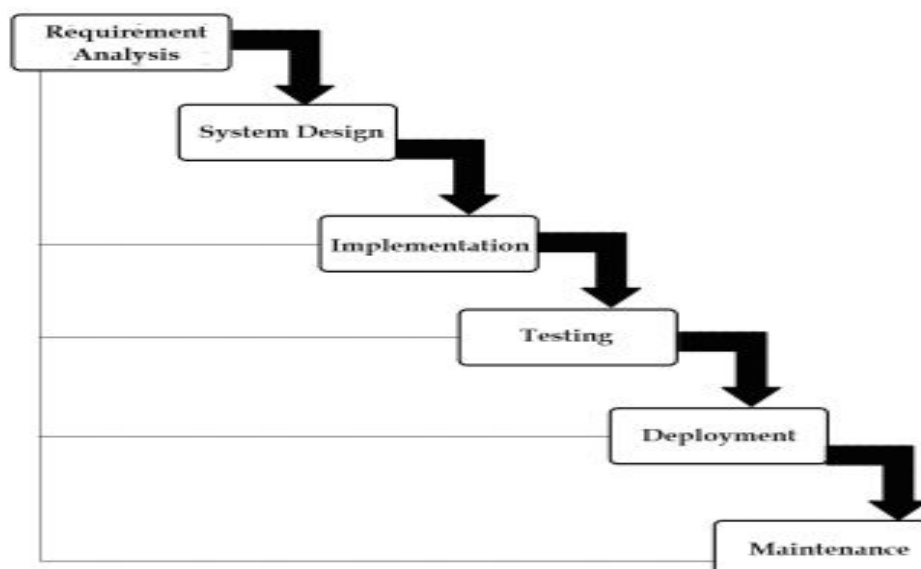 Requirement
Analysis
System Design
Implementation
Testing
Deployment
Maintenance